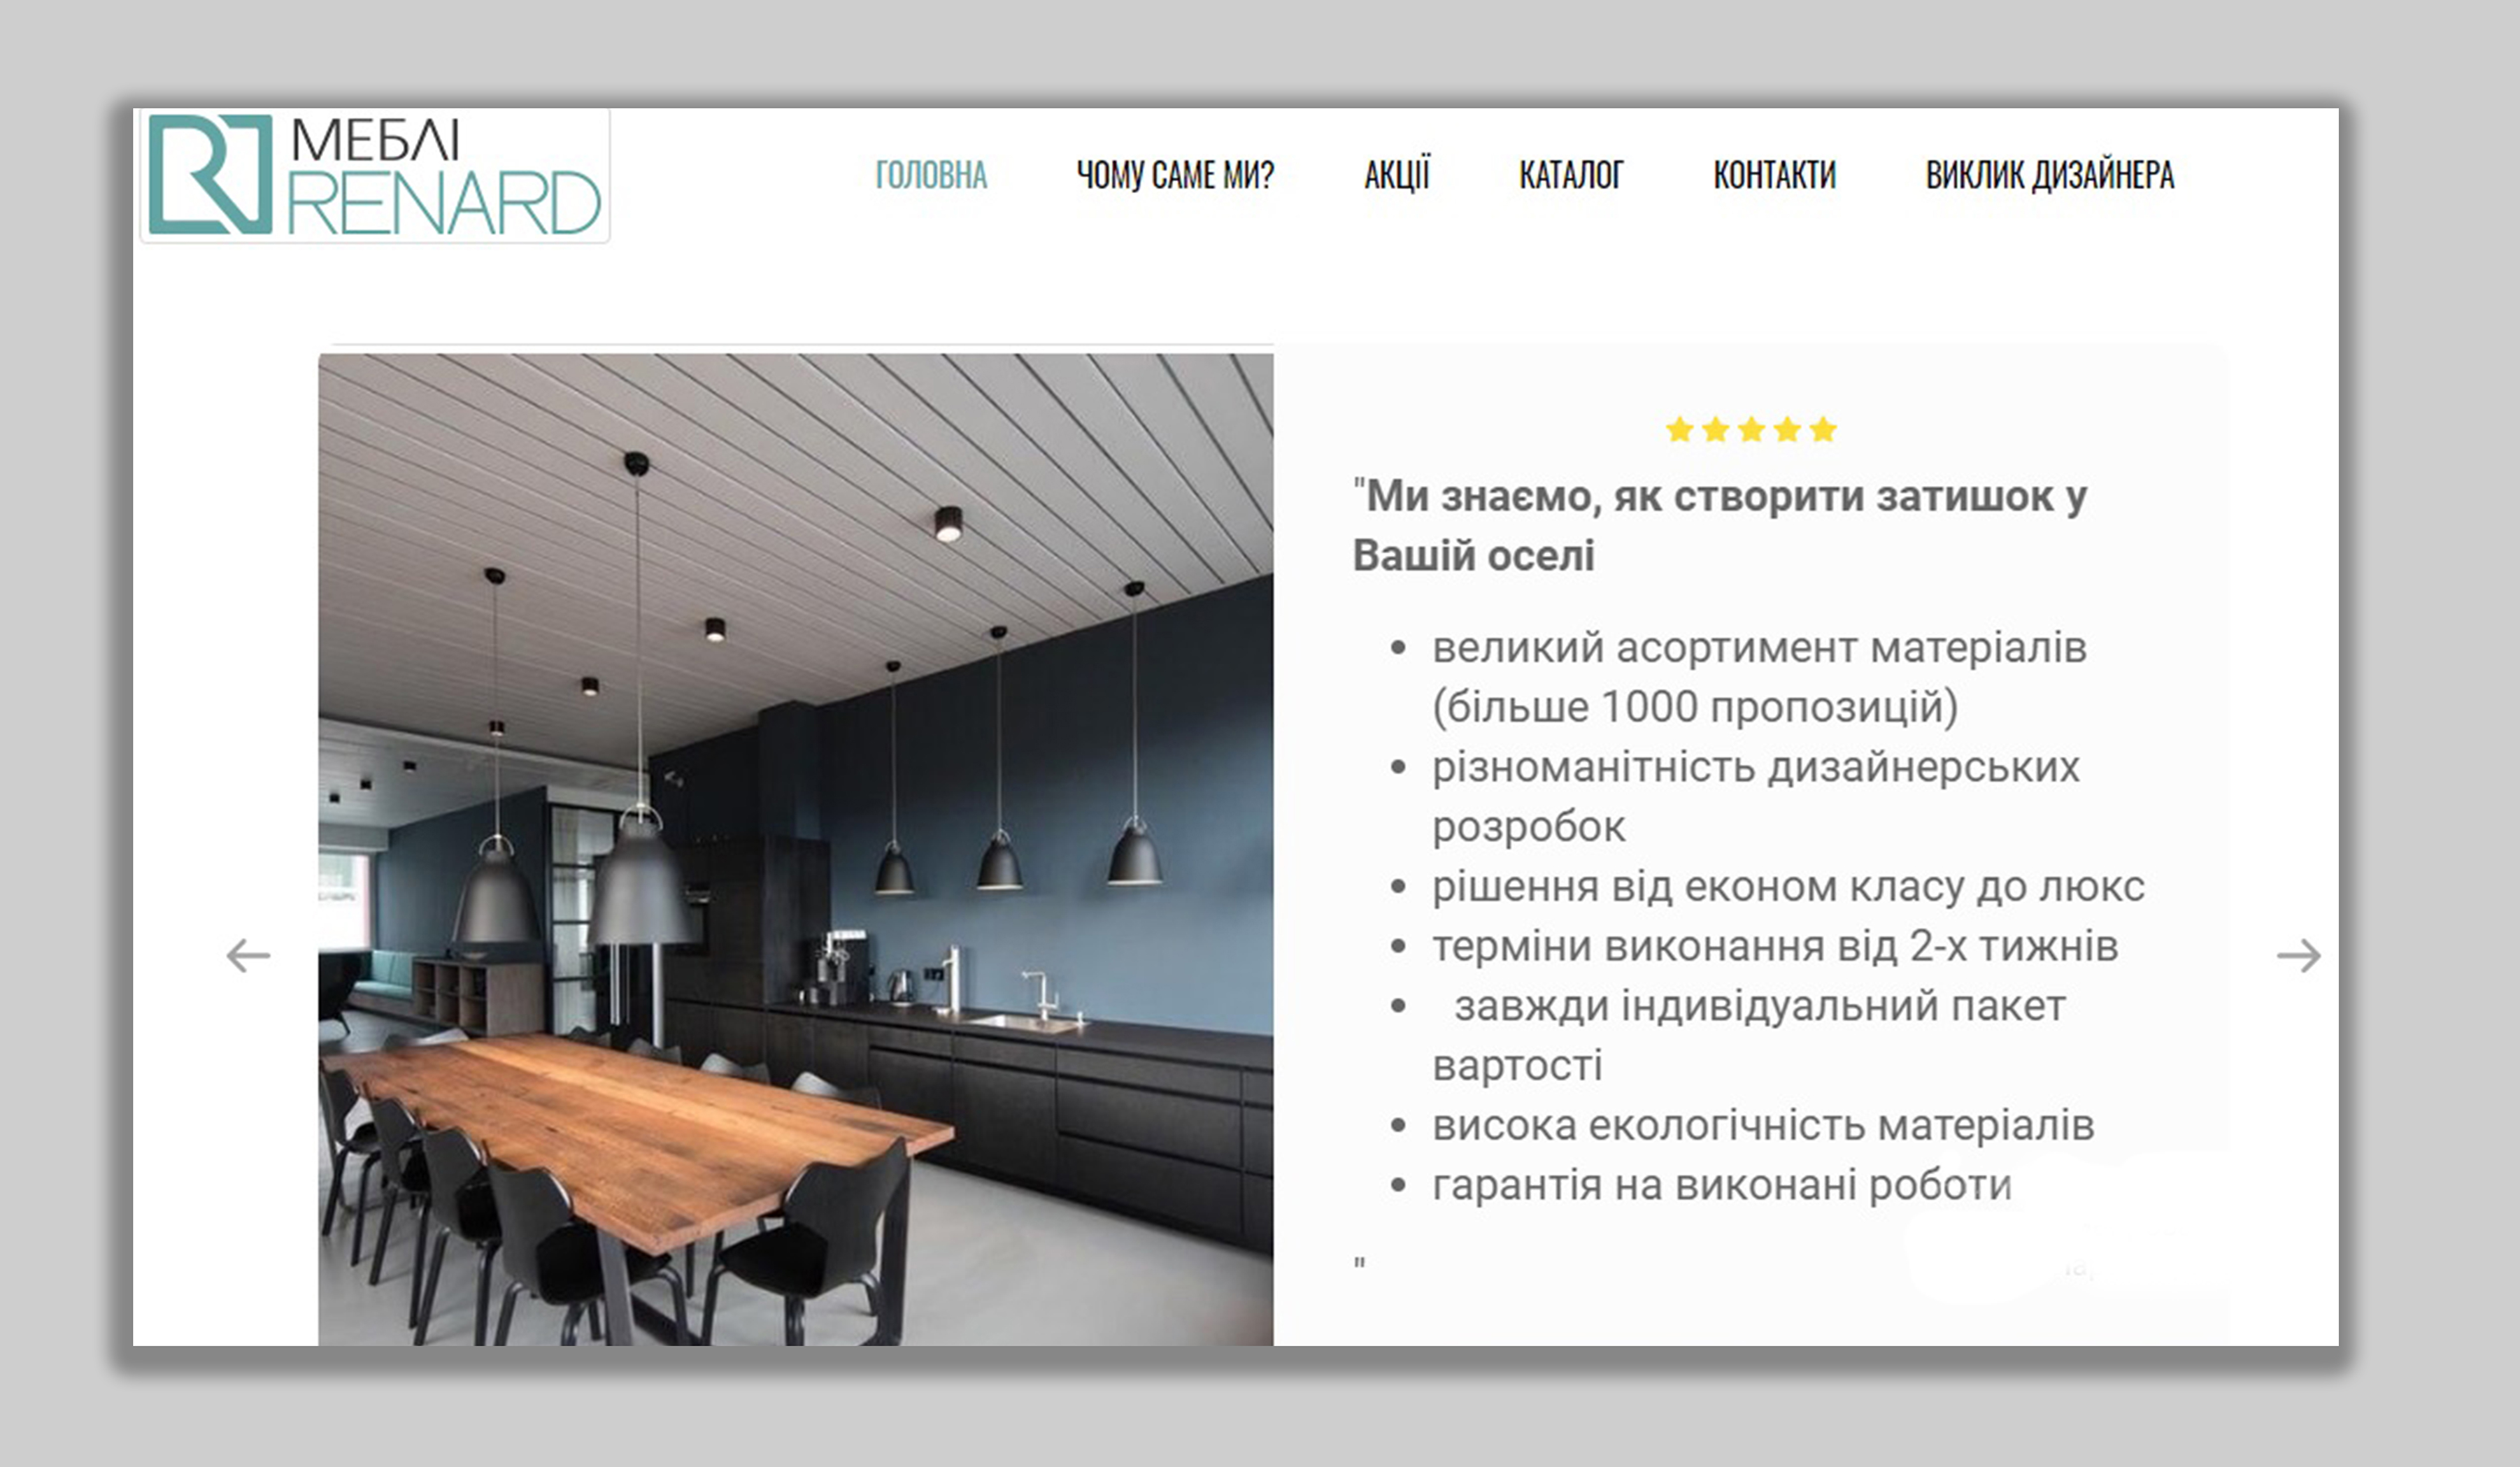 МЕБЛІ
RENARD
ГОЛОВНА
ЧОМУ САМЕ МИ?
АКЦІЇ
КАТАЛОГ
КОНТАКТИ
ВИКЛИК ДИЗАЙНЕРА
"Ми знаємо, як створити затишок у
Вашій оселі
• великий асортимент матеріалів
(більше 1000 пропозицій)
• різноманітність дизайнерських
розробок
• рішення від економ класу до люкс
• терміни виконання від 2-х тижнів
• завжди індивідуальний пакет
вартості
• висока екологічність матеріалів
• гарантія на виконані роботи
"